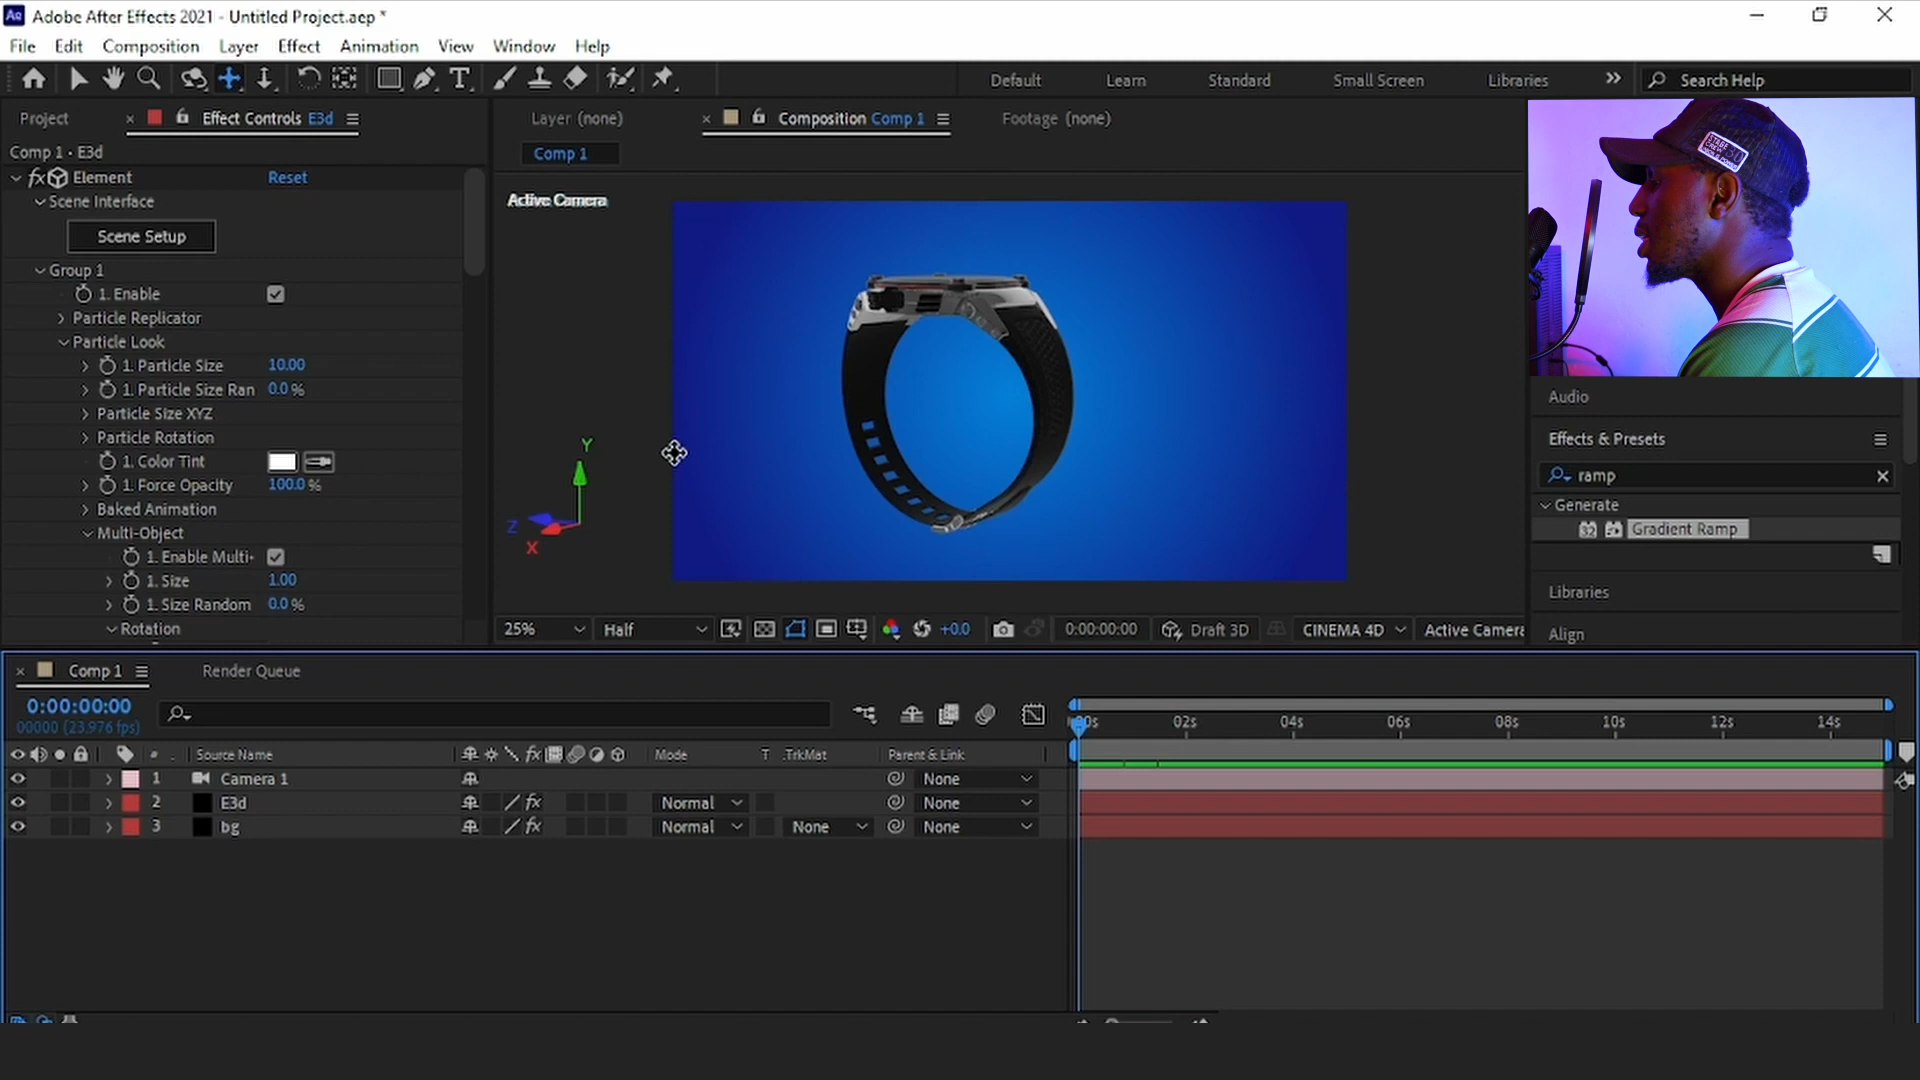 Adobe After Effects 2021 - Untitled Project.aep *
File Edit Composition Layer Effect Animation View Window Help
Default Learn Standard Small Screen Libraries Search Help
Project Effect Controls E3d
Layer (none) Composition Comp 1 Footage (none)
Comp 1 · E3d
Comp 1
Element Reset
Scene Interface
Active Camera
Scene Setup
Group 1
1. Enable
Particle Replicator
Particle Look
1. Particle Size 10.00
1. Particle Size Ran 0.0 %
Particle Size XYZ
Particle Rotation
1. Color Tint
1. Force Opacity 100.0 %
Baked Animation
Multi-Object
1. Enable Multi-
1. Size 1.00
1. Size Random 0.0 %
Rotation
Y
Z
X
25% Half +0.0 0:00:00:00 Draft 3D CINEMA 4D Active Camera
Audio
Effects & Presets
ramp
Generate
32 Gradient Ramp
Libraries
Align
Comp 1 Render Queue
0:00:00:00
00000 (23.976 fps)
00s 02s 04s 06s 08s 10s 12s 14s
# Source Name Mode T .TrkMat Parent & Link
1 Camera 1 None
2 E3d Normal None
3 bg Normal None None